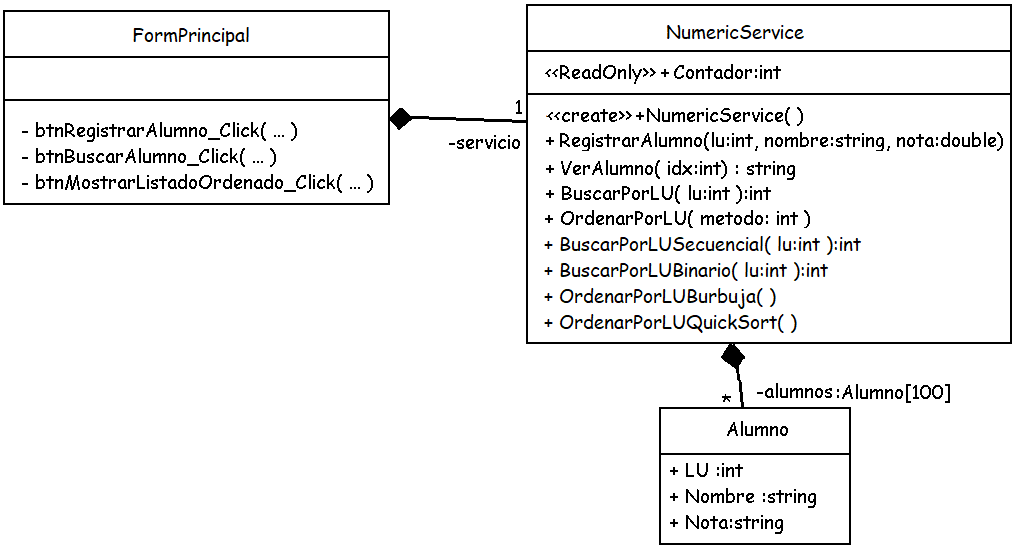 FormPrincipal
- btnRegistrarAlumno_Click( ... )
- btnBuscarAlumno_Click( ... )
- btnMostrarListadoOrdenado_Click( ... )
1
-servicio
NumericService
<<ReadOnly>> + Contador:int
<<create>> +NumericService( )
+ RegistrarAlumno(lu:int, nombre:string, nota:double)
+ VerAlumno( idx:int) : string
+ BuscarPorLU( lu:int ):int
+ OrdenarPorLU( metodo: int )
+ BuscarPorLUSecuencial( lu:int ):int
+ BuscarPorLUBinario( lu:int ):int
+ OrdenarPorLUBurbuja( )
+ OrdenarPorLUQuickSort( )
* -alumnos:Alumno[100]
Alumno
+ LU :int
+ Nombre :string
+ Nota:string